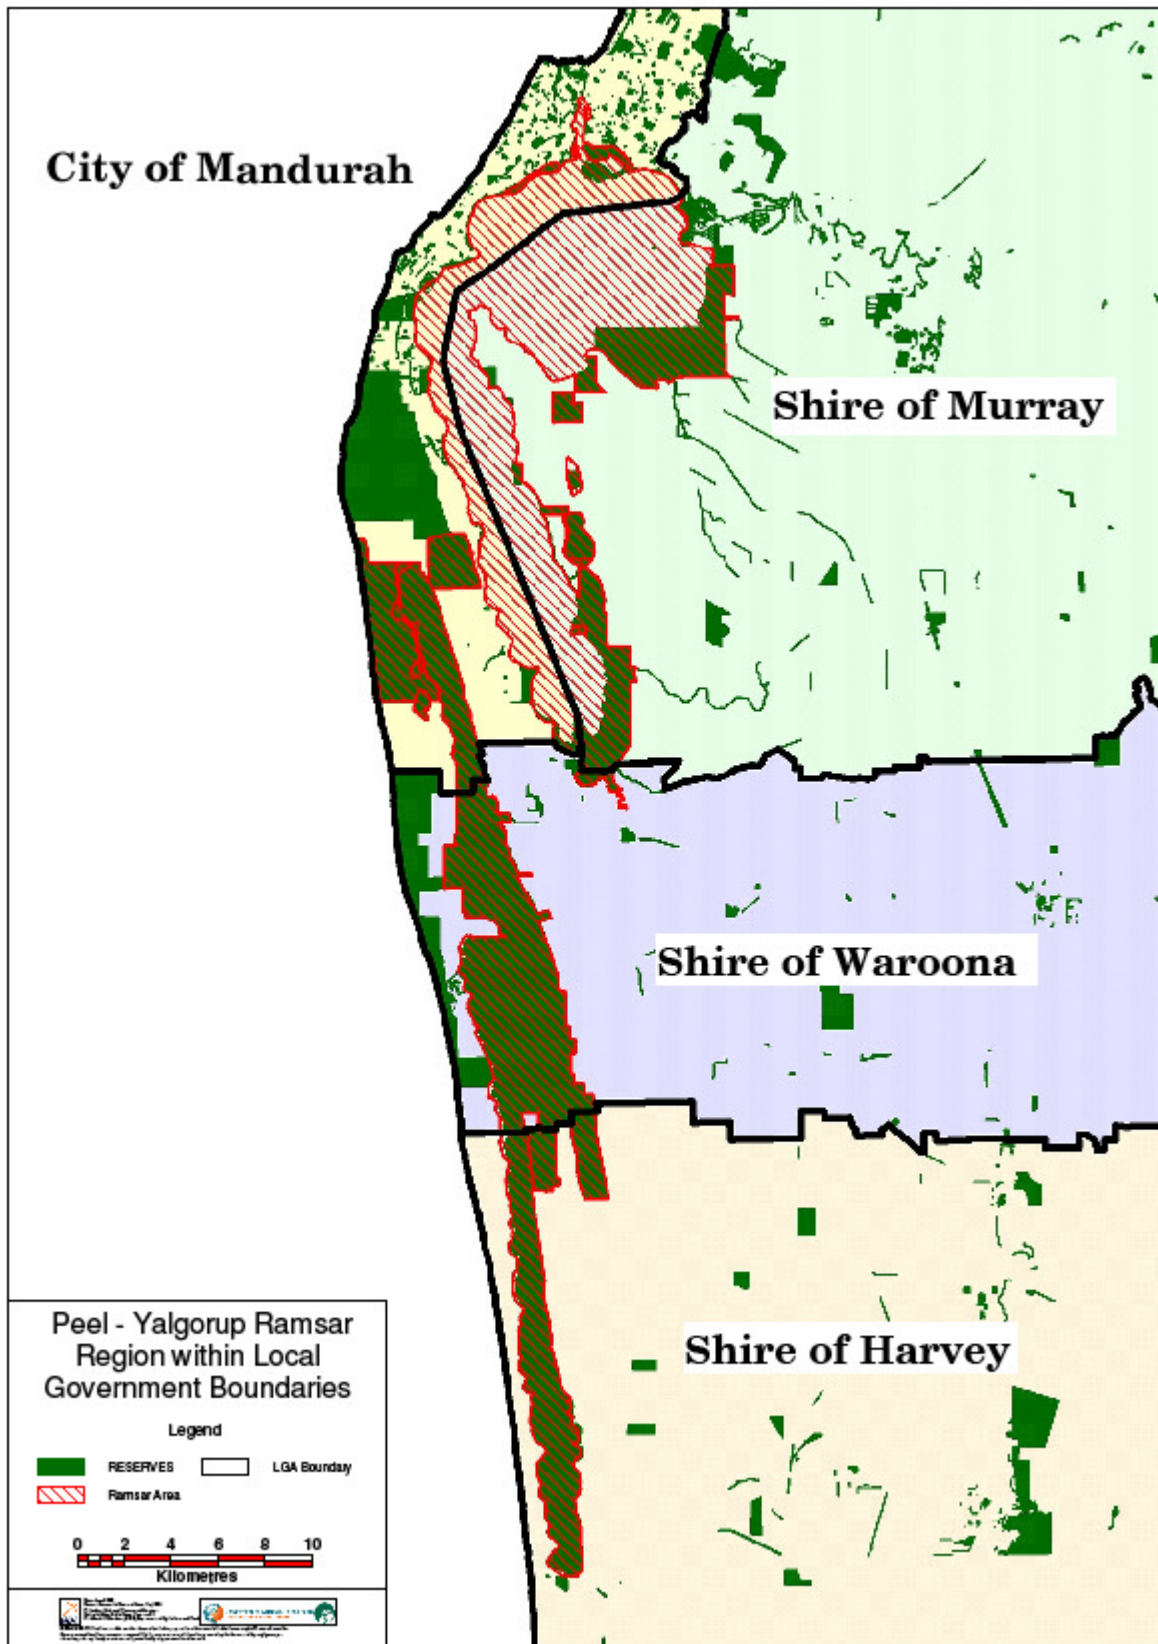 City of Mandurah
Shire of Murray
Shire of Waroona
Shire of Harvey
Peel - Yalgorup Ramsar
Region within Local
Government Boundaries
Legend
RESERVES
LGA Boundary
Ramsar Area
0 2 4 6 8 10
Kilometres